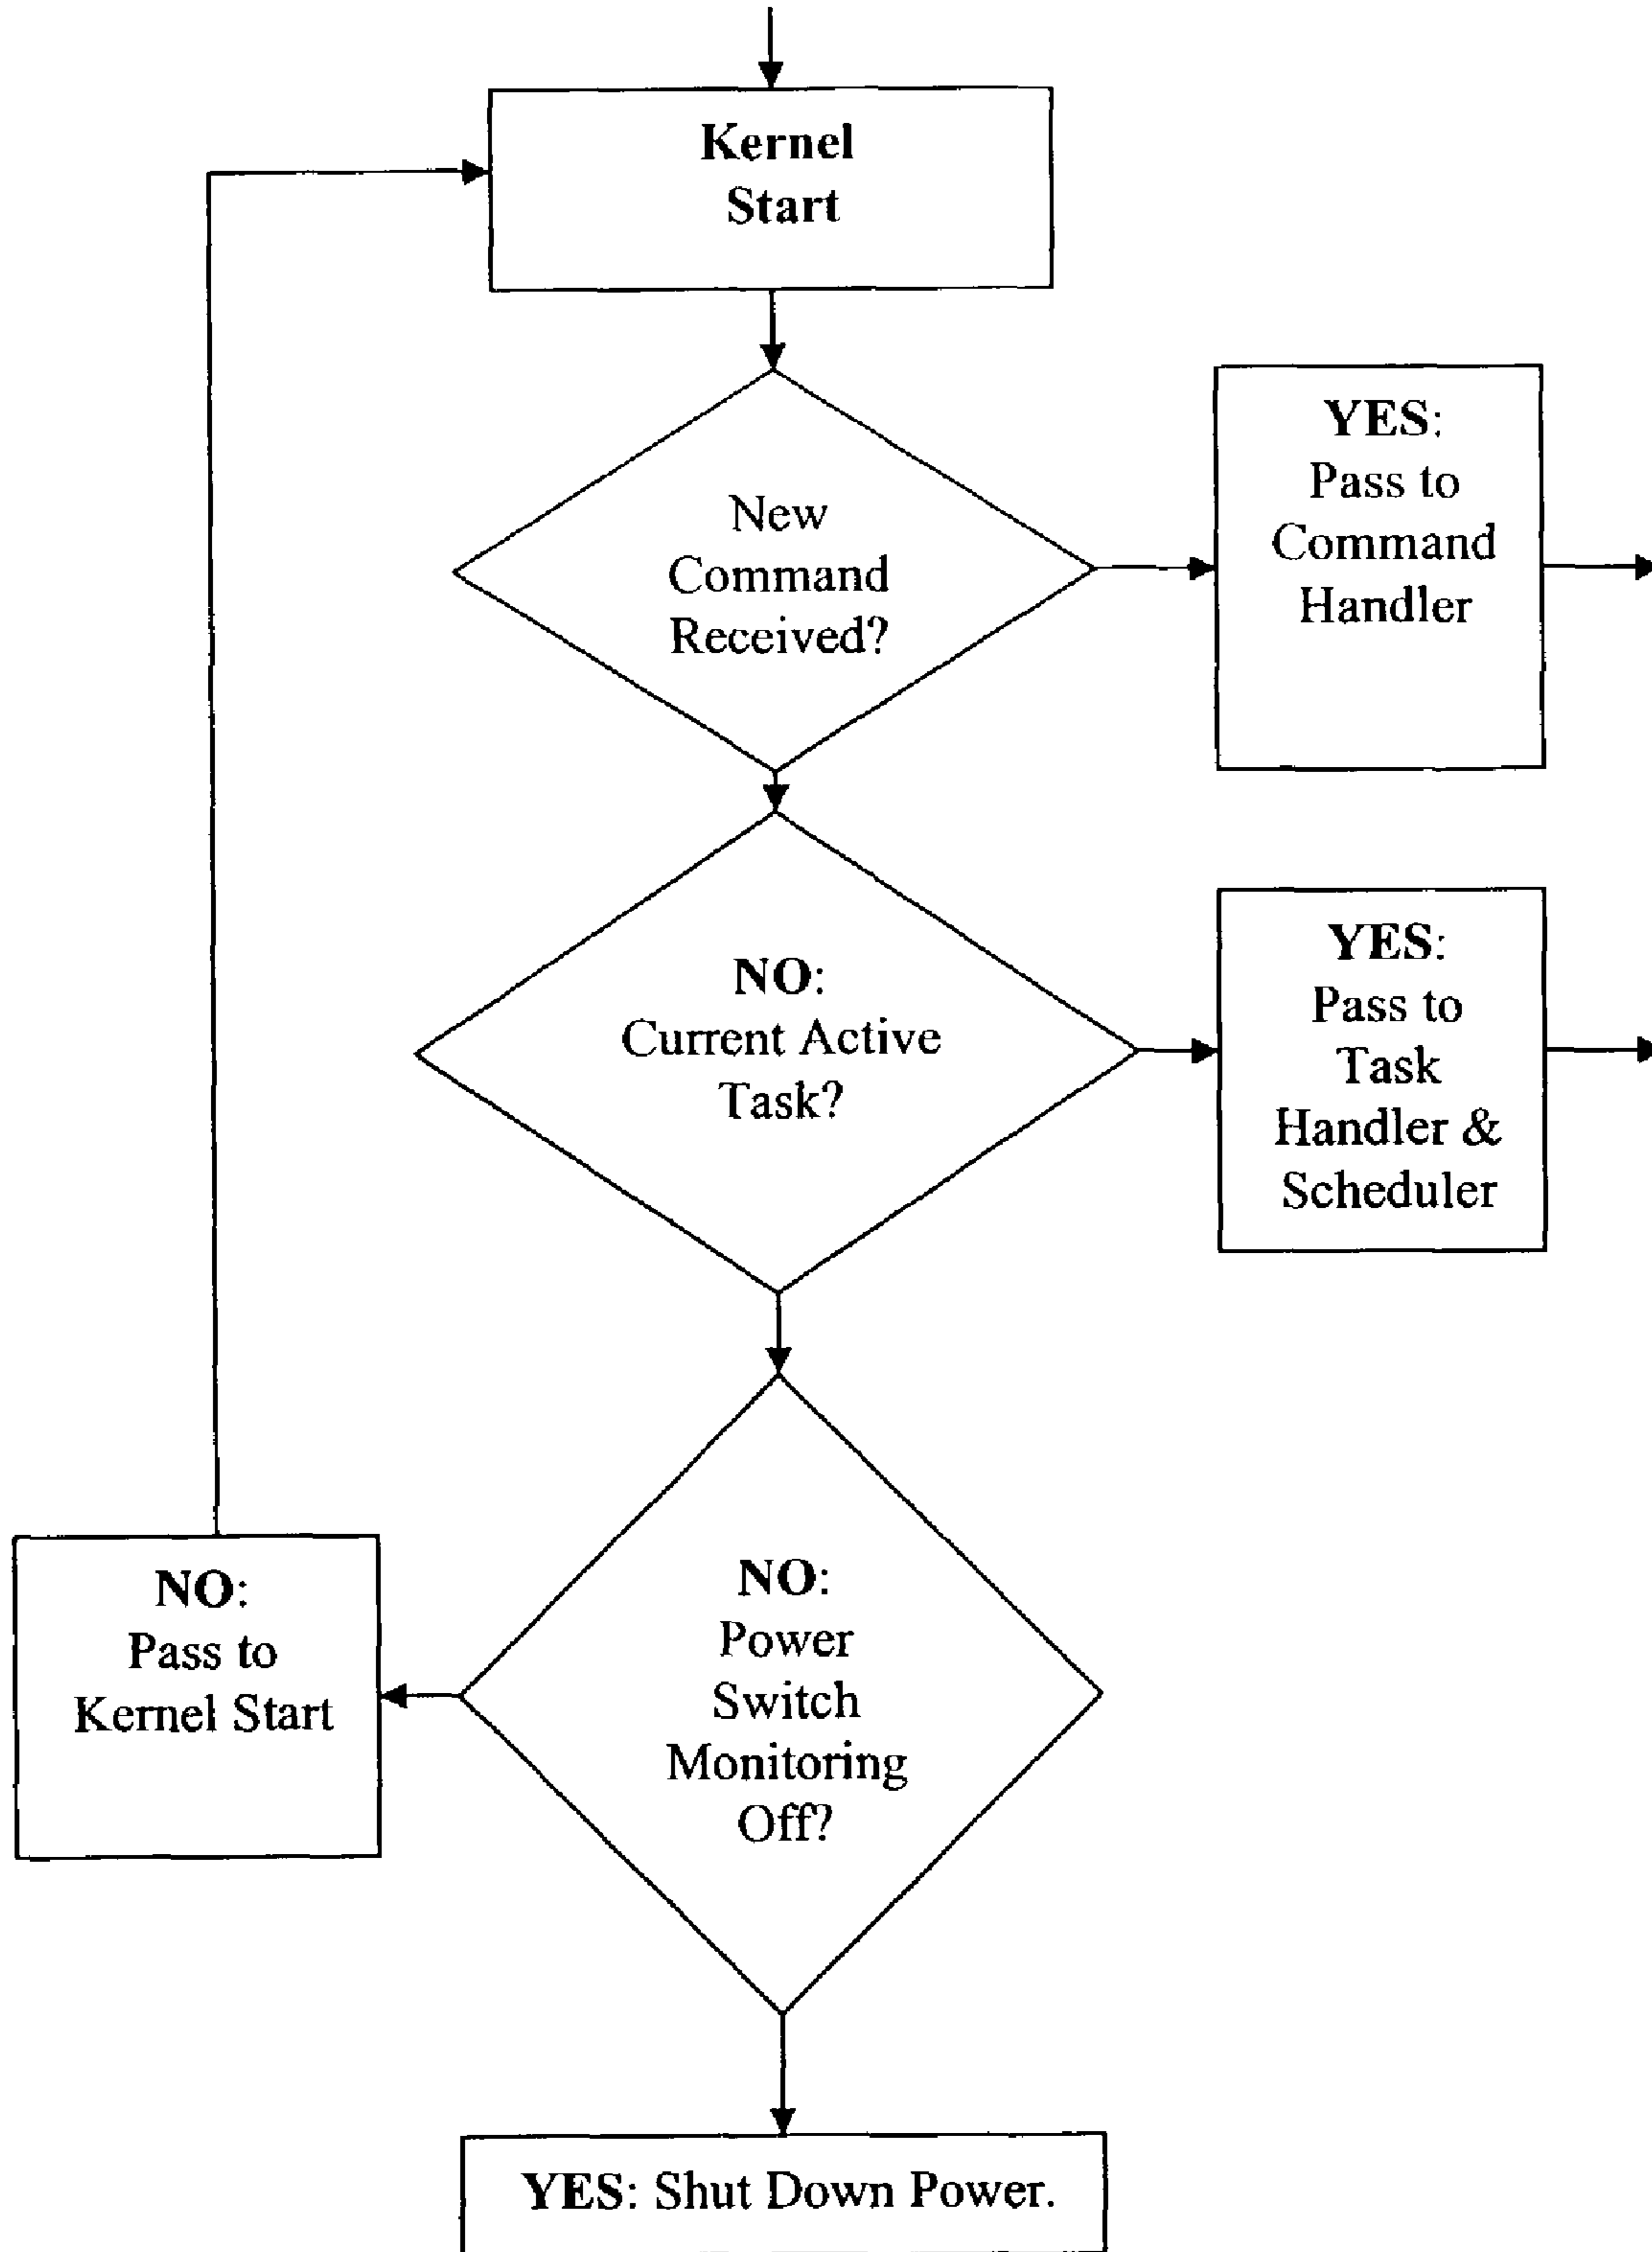 Kernel
Start
New
Command
Received?
YES:
Pass to
Command
Handler
NO:
Current Active
Task?
YES:
Pass to
Task
Handler &
Scheduler
NO:
Power
Switch
Monitoring
Off?
NO:
Pass to
Kernel Start
YES: Shut Down Power.